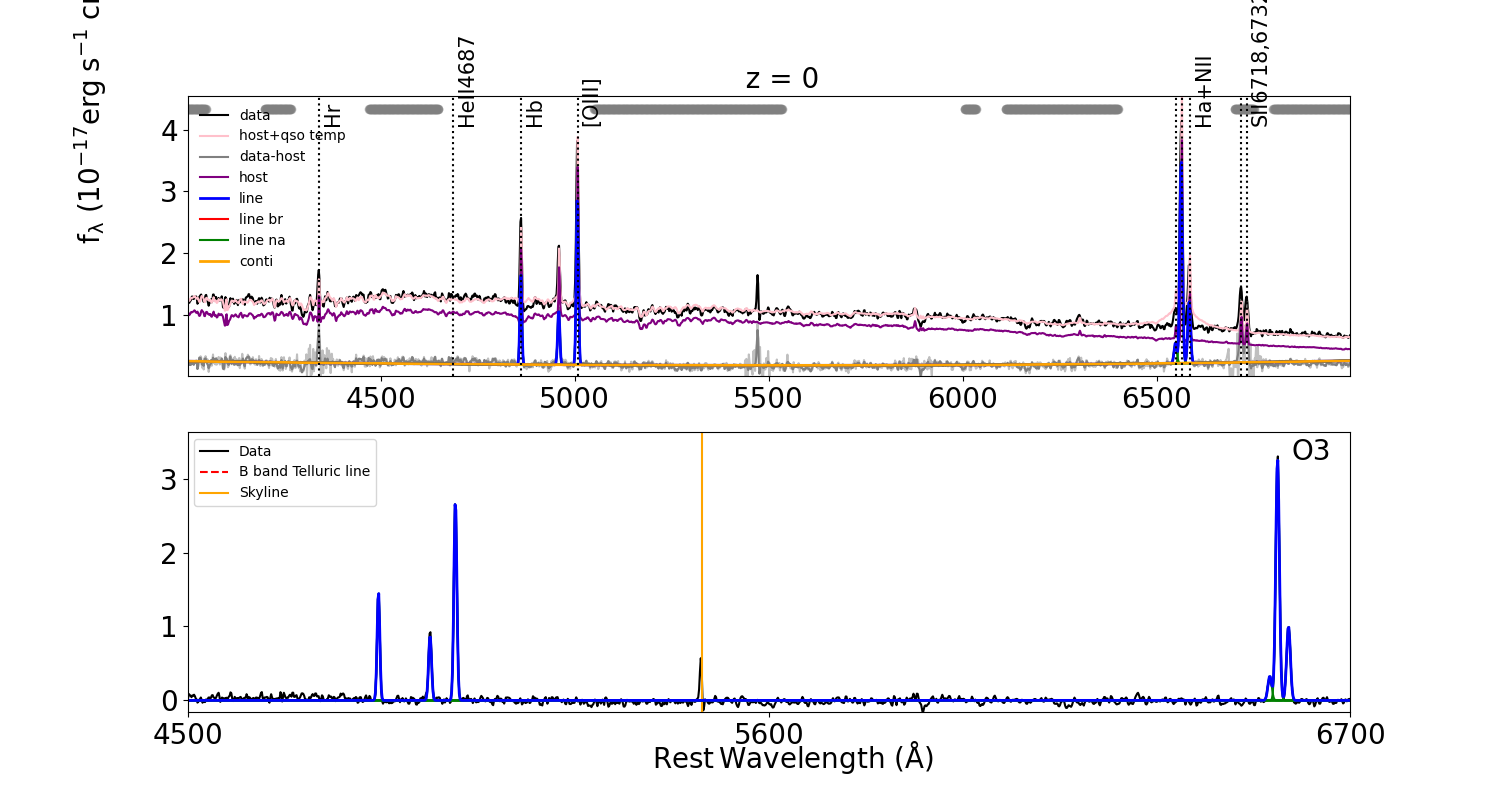 z = 0
f_λ (10^−17 erg s^−1
Hr
HeII4687
Hb
[OIII]
Ha+NII
SII6718,6732
data
host+qso temp
data-host
host
line
line br
line na
conti
4
3
2
1
4500 5000 5500 6000 6500
Data
B band Telluric line
Skyline
O3
3
2
1
0
4500 5600 6700
Rest Wavelength (Å)